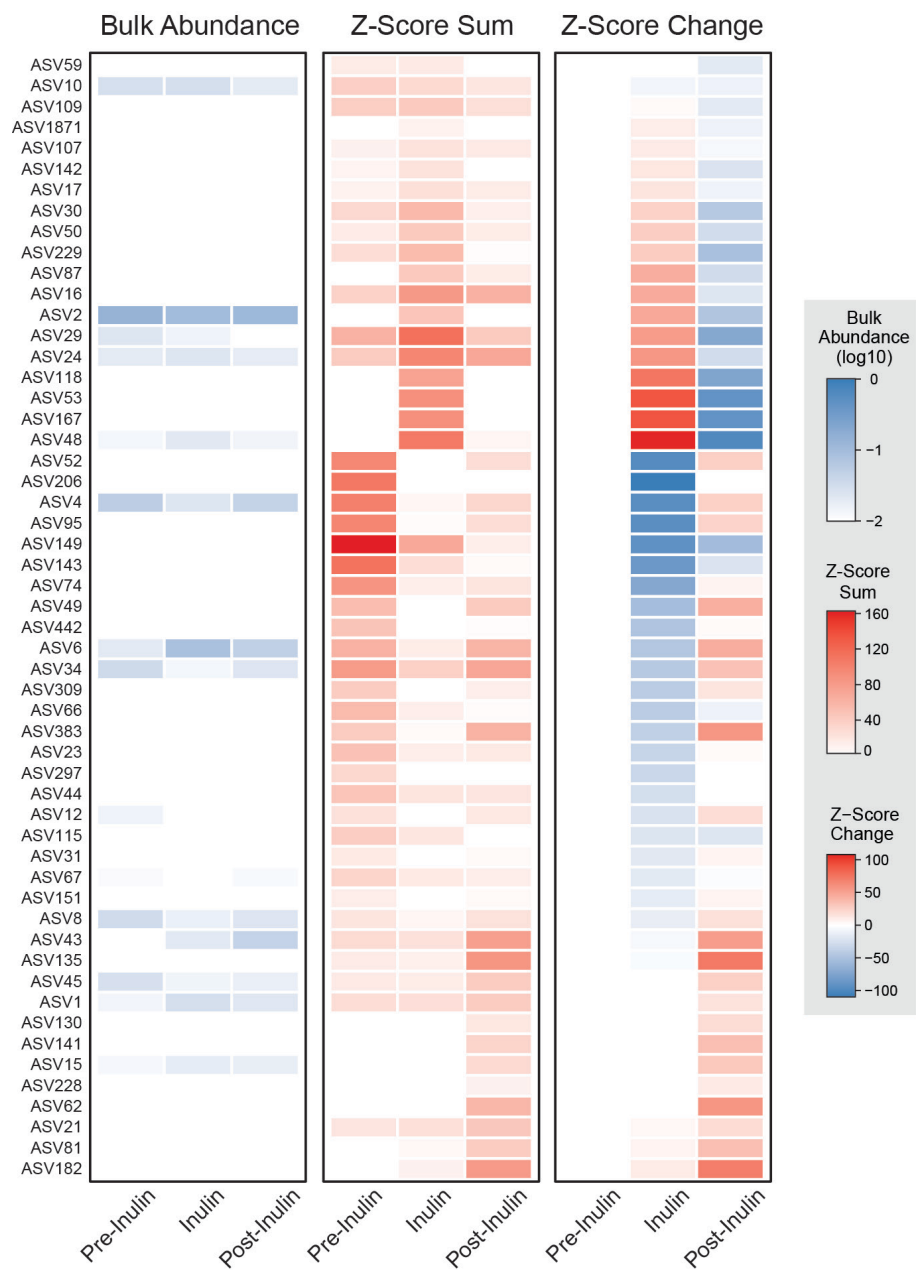 Bulk Abundance
Z-Score Sum
Z-Score Change
ASV59
ASV10
ASV109
ASV1871
ASV107
ASV142
ASV17
ASV30
ASV50
ASV229
ASV87
ASV16
ASV2
ASV29
ASV24
ASV118
ASV53
ASV167
ASV48
ASV52
ASV206
ASV4
ASV95
ASV149
ASV143
ASV74
ASV49
ASV442
ASV6
ASV34
ASV309
ASV66
ASV383
ASV23
ASV297
ASV44
ASV12
ASV115
ASV31
ASV67
ASV151
ASV8
ASV43
ASV135
ASV45
ASV1
ASV130
ASV141
ASV15
ASV228
ASV62
ASV21
ASV81
ASV182
Pre-Inulin
Inulin
Post-Inulin
Pre-Inulin
Inulin
Post-Inulin
Pre-Inulin
Inulin
Post-Inulin
Bulk
Abundance
(log10)
0
−1
−2
Z-Score
Sum
160
120
80
40
0
Z−Score
Change
100
50
0
−50
−100